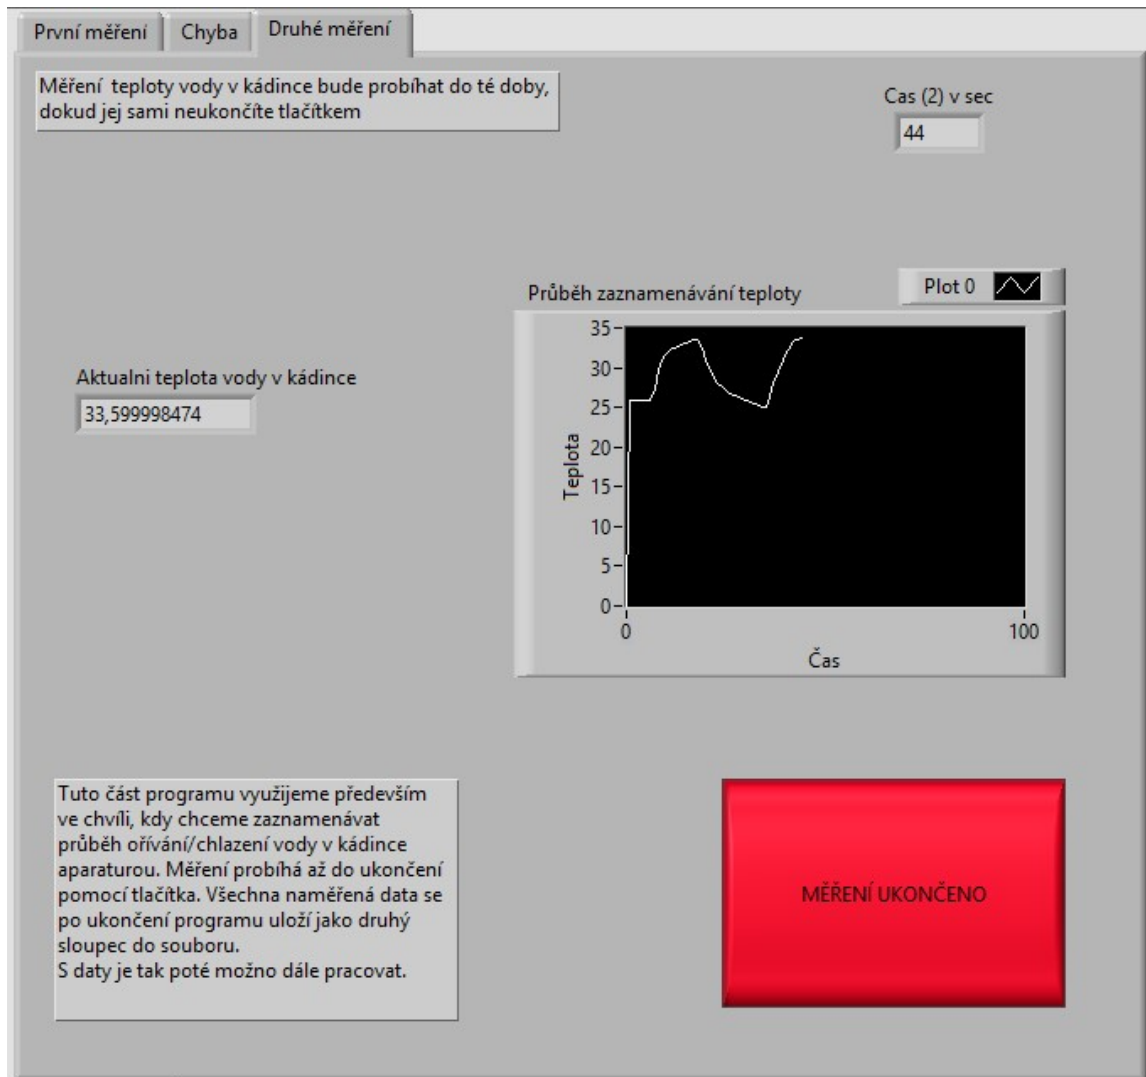 První měření
Chyba
Druhé měření
Měření  teploty vody v kádince bude probíhat do té doby,
dokud jej sami neukončíte tlačítkem
Cas (2) v sec
44
Průběh zaznamenávání teploty
Plot 0
Aktualni teplota vody v kádince
33,599998474
Teplota
35
30
25
20
15
10
5
0
0
100
Čas
Tuto část programu využijeme především
ve chvíli, kdy chceme zaznamenávat
průběh ořívání/chlazení vody v kádince
aparaturou. Měření probíhá až do ukončení
pomocí tlačítka. Všechna naměřená data se
po ukončení programu uloží jako druhý
sloupec do souboru.
S daty je tak poté možno dále pracovat.
MĚŘENÍ UKONČENO